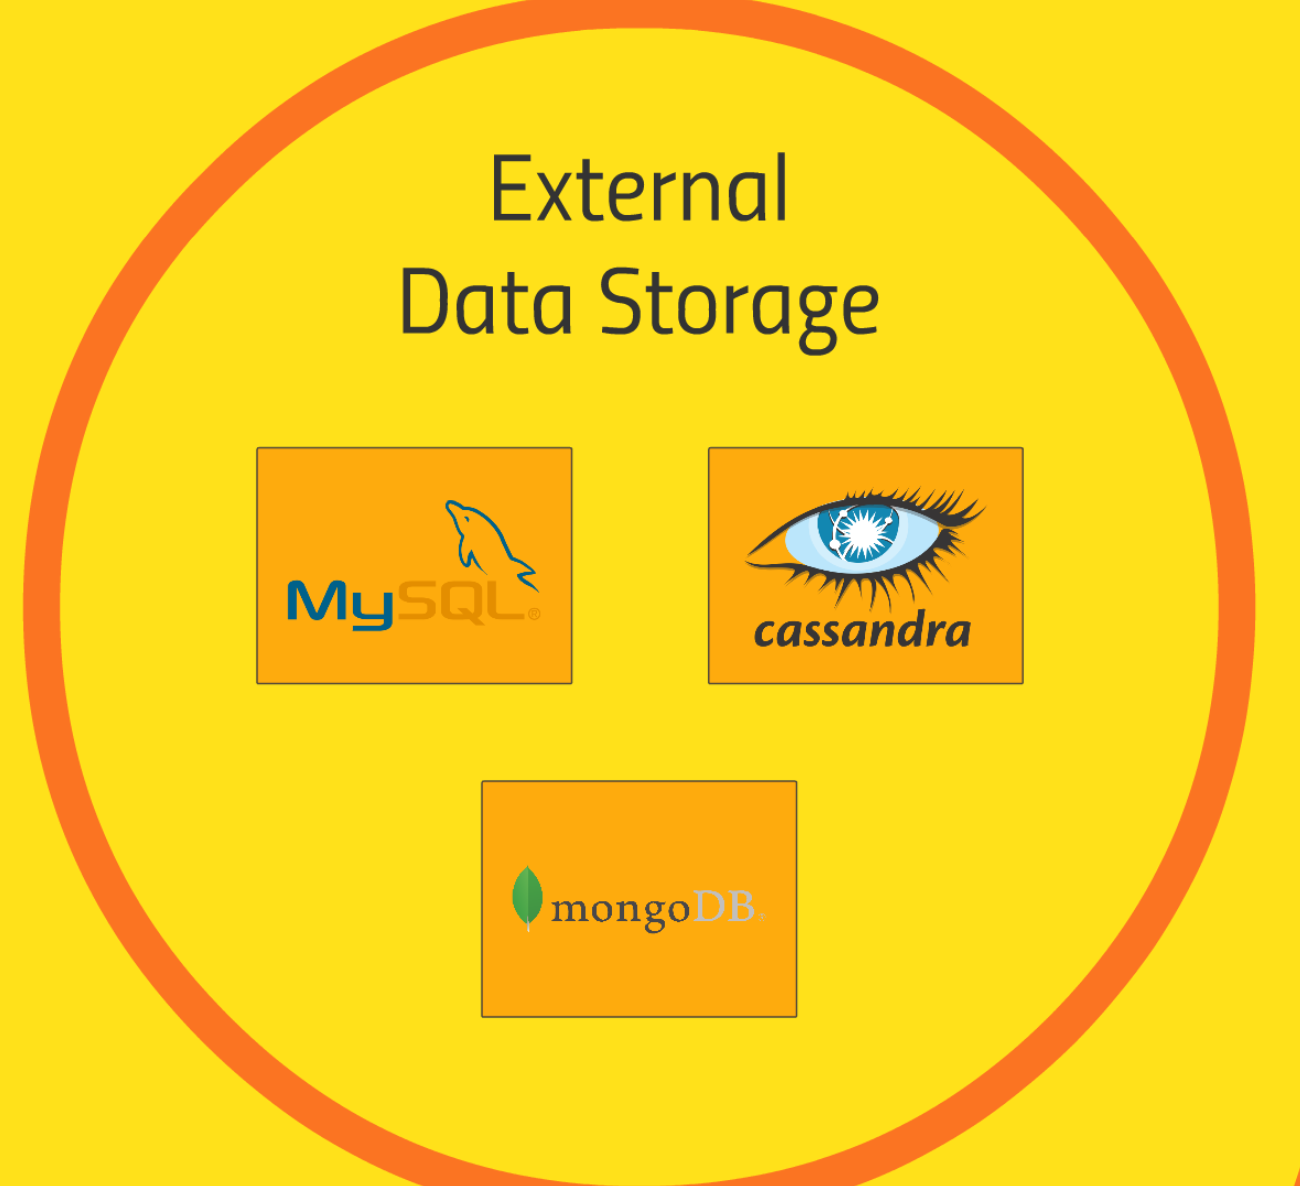 External
Data Storage
MySQL®
cassandra
mongoDB